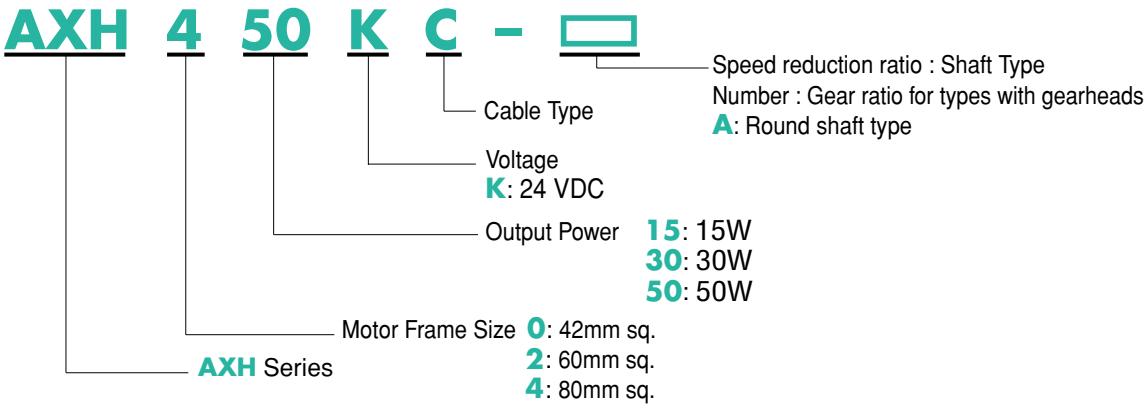 AXH 4 50 K C -
Speed reduction ratio : Shaft Type
Number : Gear ratio for types with gearheads
A: Round shaft type
Cable Type
Voltage
K: 24 VDC
Output Power 15: 15W
30: 30W
50: 50W
Motor Frame Size 0: 42mm sq.
2: 60mm sq.
4: 80mm sq.
AXH Series